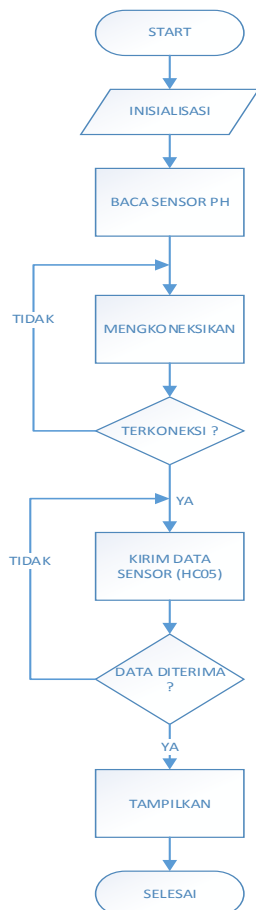 START
INISIALISASI
BACA SENSOR PH
TIDAK
MENGKONEKSIKAN
TERKONEKSI ?
YA
TIDAK
KIRIM DATA
SENSOR (HC05)
DATA DITERIMA
?
YA
TAMPILKAN
SELESAI